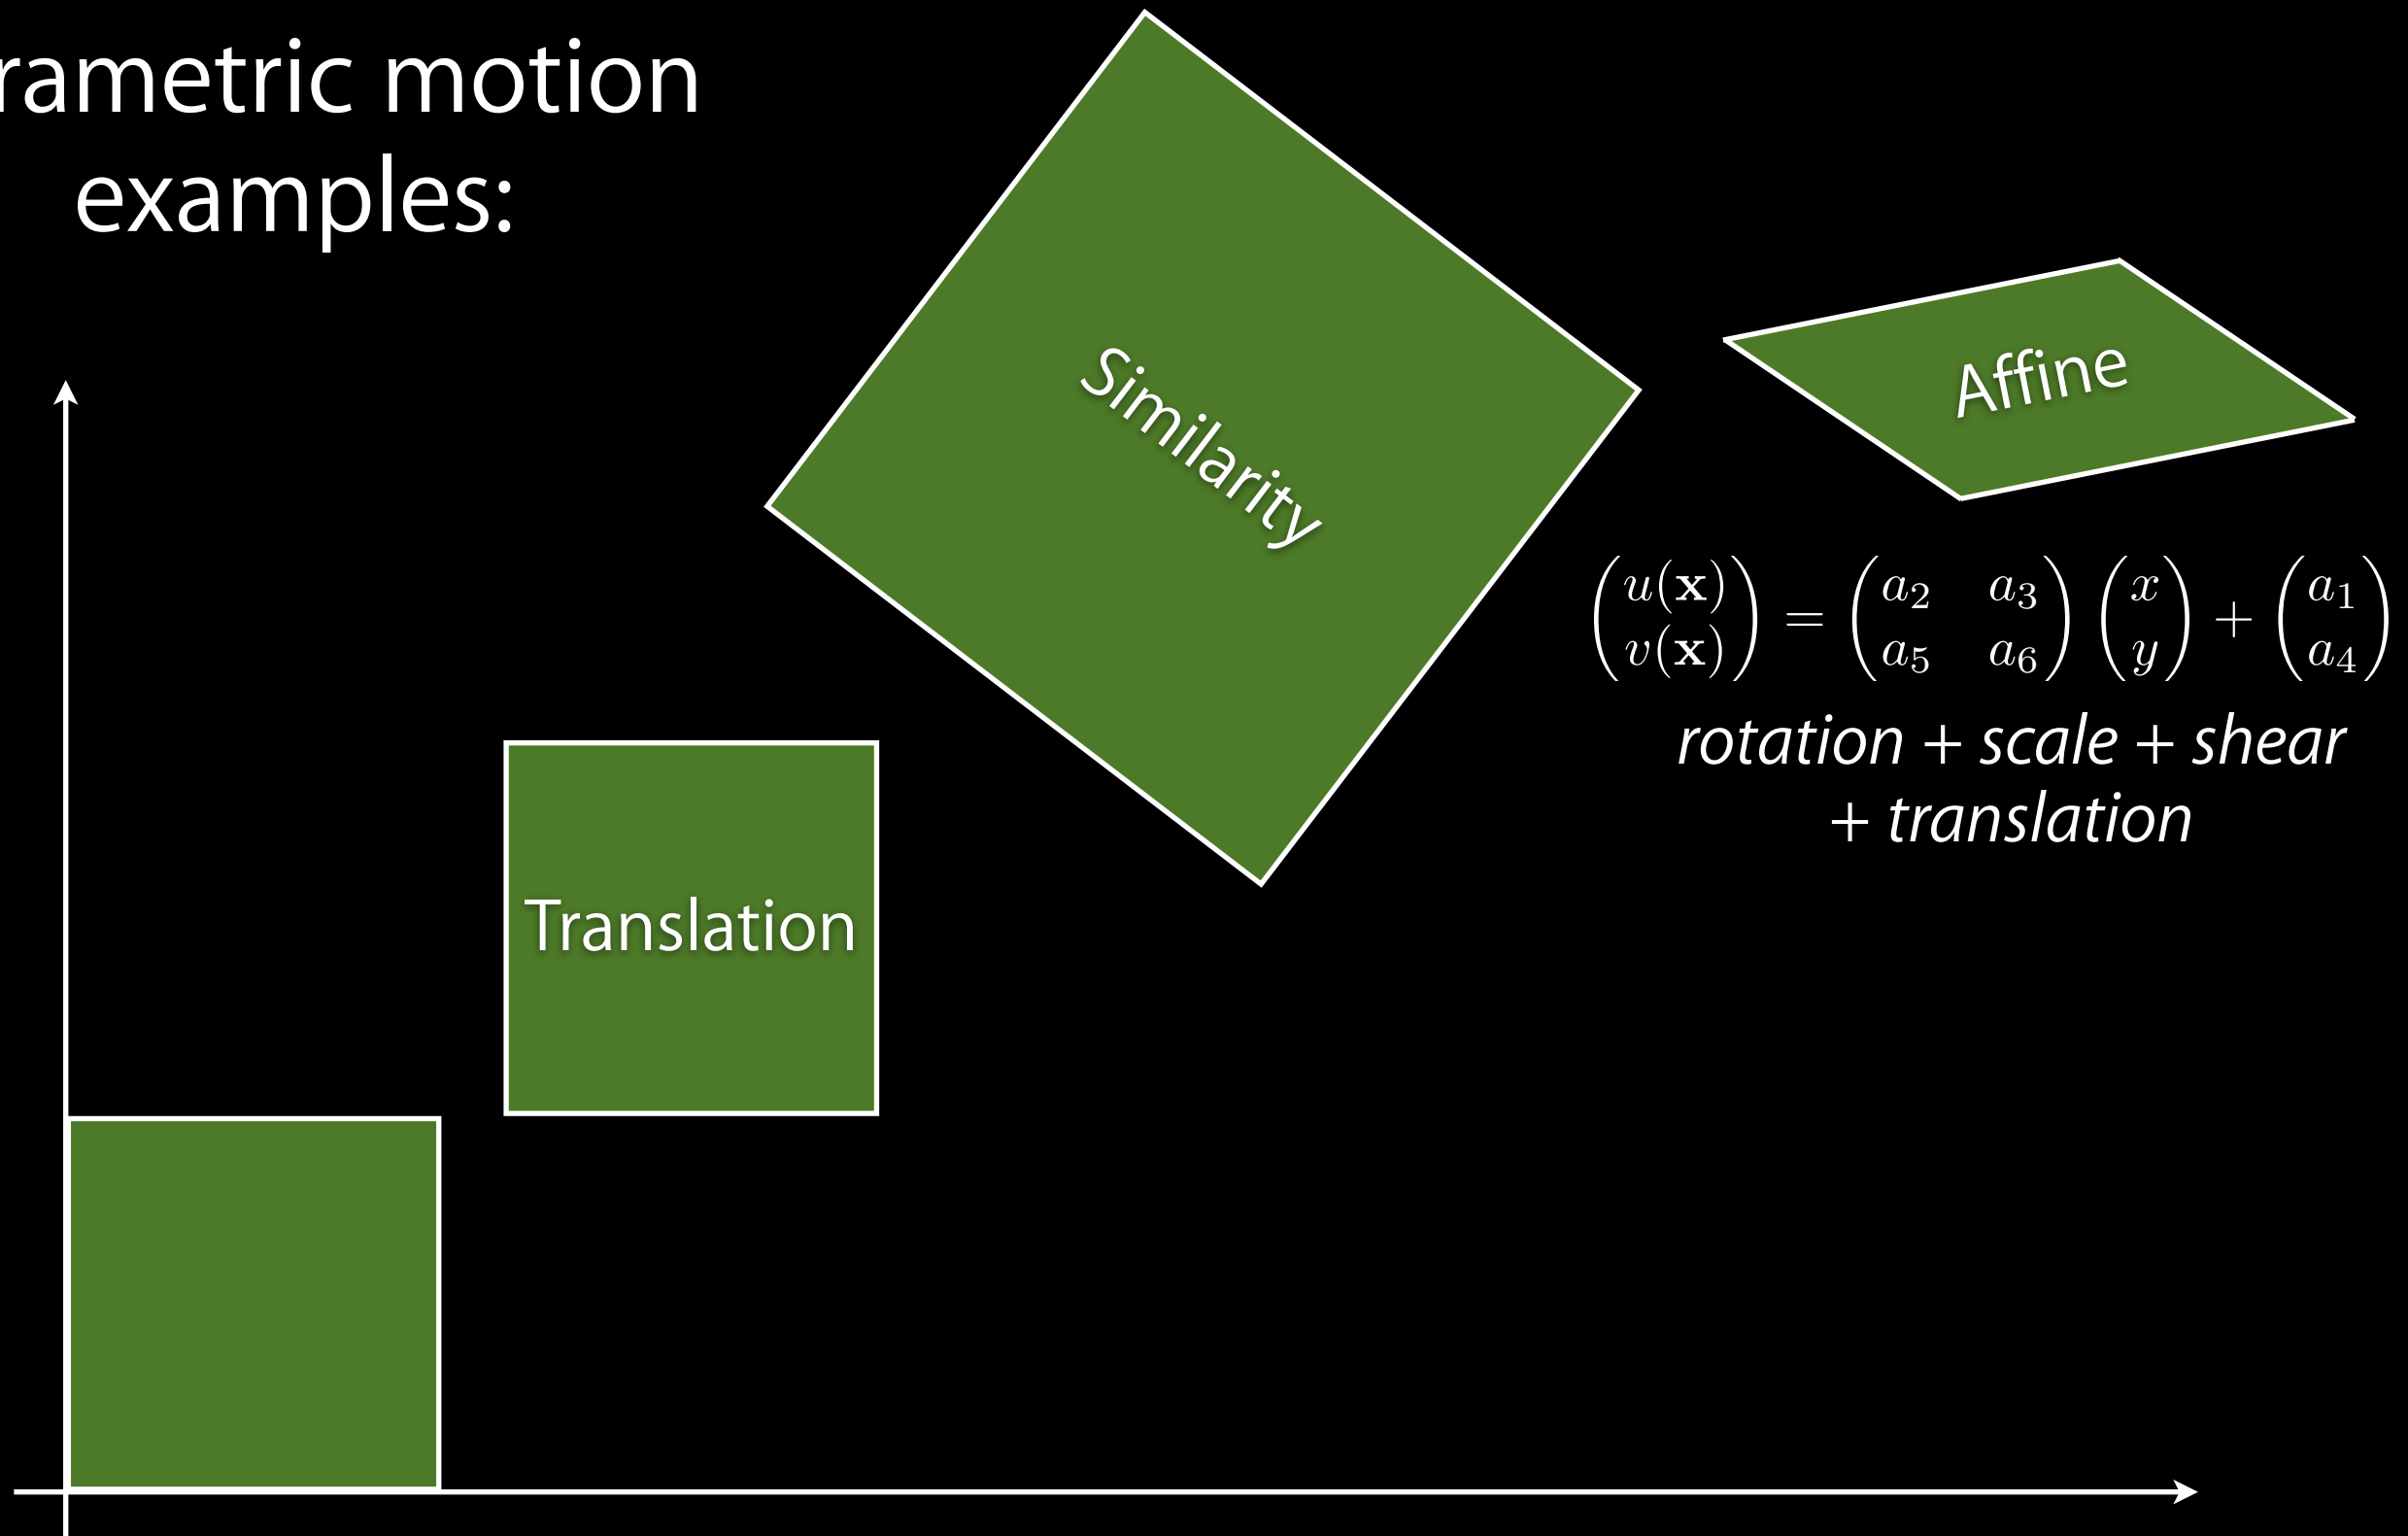 rametric motion
examples:
Similarity
Affine
(u(x) v(x)) = (a2 a3 a5 a6) (x y) + (a1 a4)
rotation + scale + shear
+ translation
Translation